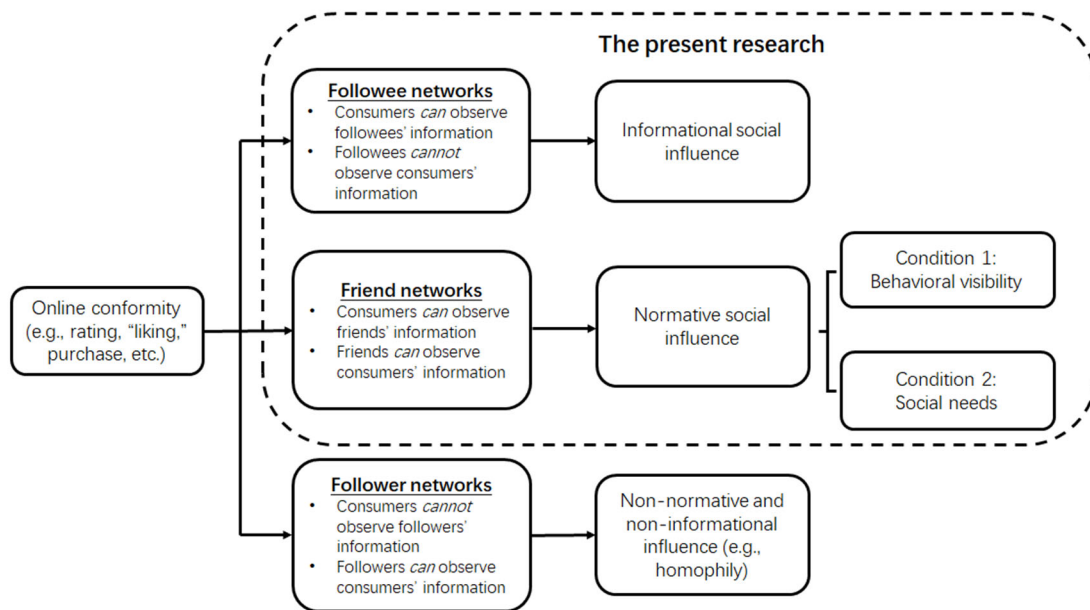 The present research
Followee networks
• Consumers can observe
followees' information
• Followees cannot
observe consumers'
information
Informational social
influence
Online conformity
(e.g., rating, “liking,”
purchase, etc.)
Friend networks
• Consumers can observe
friends' information
• Friends can observe
consumers' information
Normative social
influence
Condition 1:
Behavioral visibility
Condition 2:
Social needs
Follower networks
• Consumers cannot
observe followers'
information
• Followers can observe
consumers' information
Non-normative and
non-informational
influence (e.g.,
homophily)